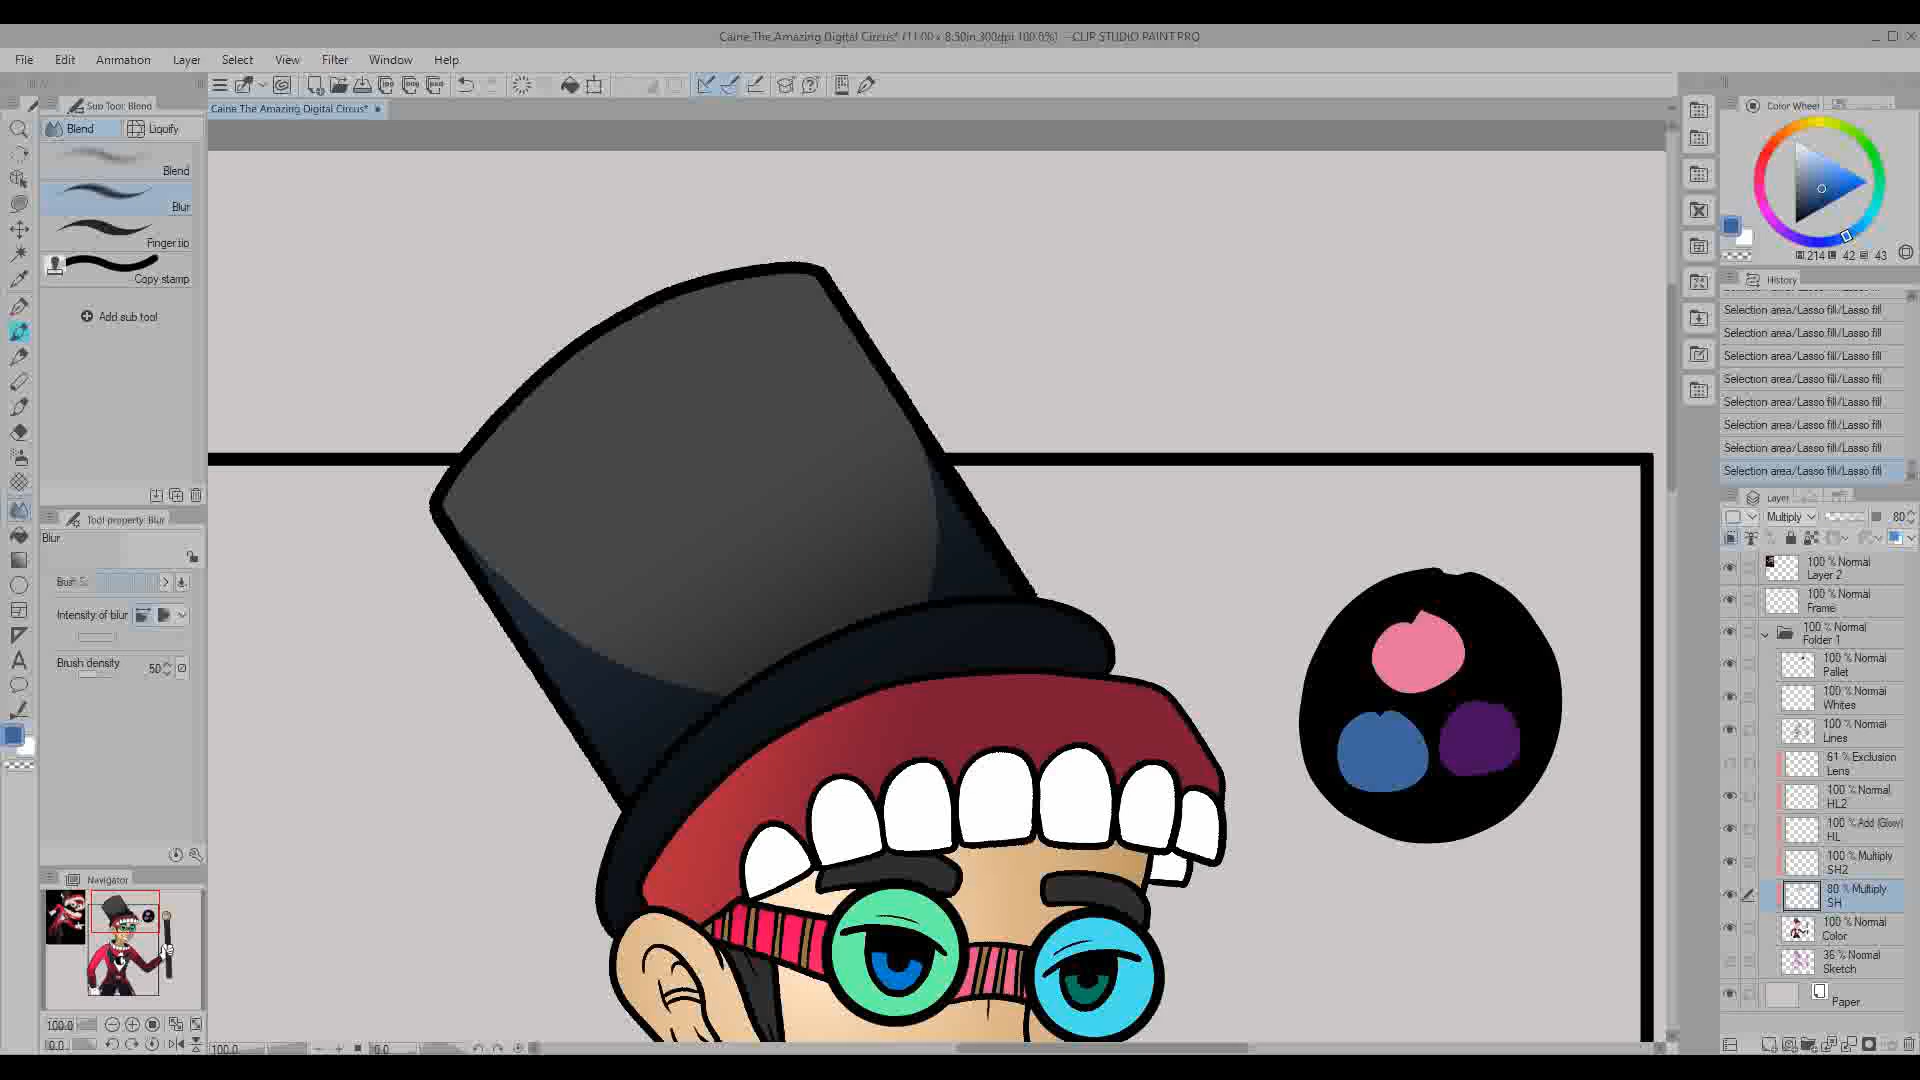 Caine The Amazing Digital Circus* (11.00 x 8.50in 300dpi 100.0%) - CLIP STUDIO PAINT PRO
File Edit Animation Layer Select View Filter Window Help
Sub Tool: Blend
Caine The Amazing Digital Circus*
Color Wheel
Blend Liquify
Blend
Blur
Finger tip
Copy stamp
Add sub tool
214 42 43
History
Selection area/Lasso fill/Lasso fill
Selection area/Lasso fill/Lasso fill
Selection area/Lasso fill/Lasso fill
Selection area/Lasso fill/Lasso fill
Selection area/Lasso fill/Lasso fill
Selection area/Lasso fill/Lasso fill
Selection area/Lasso fill/Lasso fill
Selection area/Lasso fill/Lasso fill
Tool property: Blur
Blur
Intensity of blur
Brush density 50
Layer
Multiply 80
100 % Normal
Layer 2
100 % Normal
Frame
100 % Normal
Folder 1
100 % Normal
Pallet
100 % Normal
Whites
100 % Normal
Lines
61 % Exclusion
Lens
100 % Normal
HL2
100 % Add (Glow)
HL
100 % Multiply
SH2
80 % Multiply
SH
100 % Normal
Color
36 % Normal
Sketch
Paper
Navigator
100.0
0.0
100.0 0.0